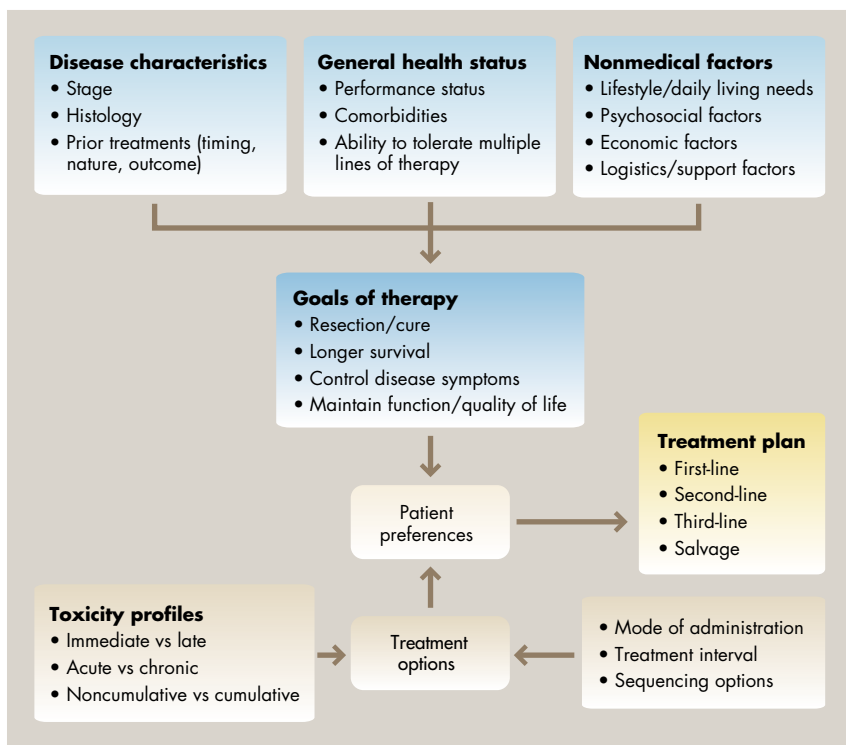 Disease characteristics
• Stage
• Histology
• Prior treatments (timing,
nature, outcome)
General health status
• Performance status
• Comorbidities
• Ability to tolerate multiple
lines of therapy
Nonmedical factors
• Lifestyle/daily living needs
• Psychosocial factors
• Economic factors
• Logistics/support factors
Goals of therapy
• Resection/cure
• Longer survival
• Control disease symptoms
• Maintain function/quality of life
Patient
preferences
Treatment plan
• First-line
• Second-line
• Third-line
• Salvage
Toxicity profiles
• Immediate vs late
• Acute vs chronic
• Noncumulative vs cumulative
Treatment
options
• Mode of administration
• Treatment interval
• Sequencing options